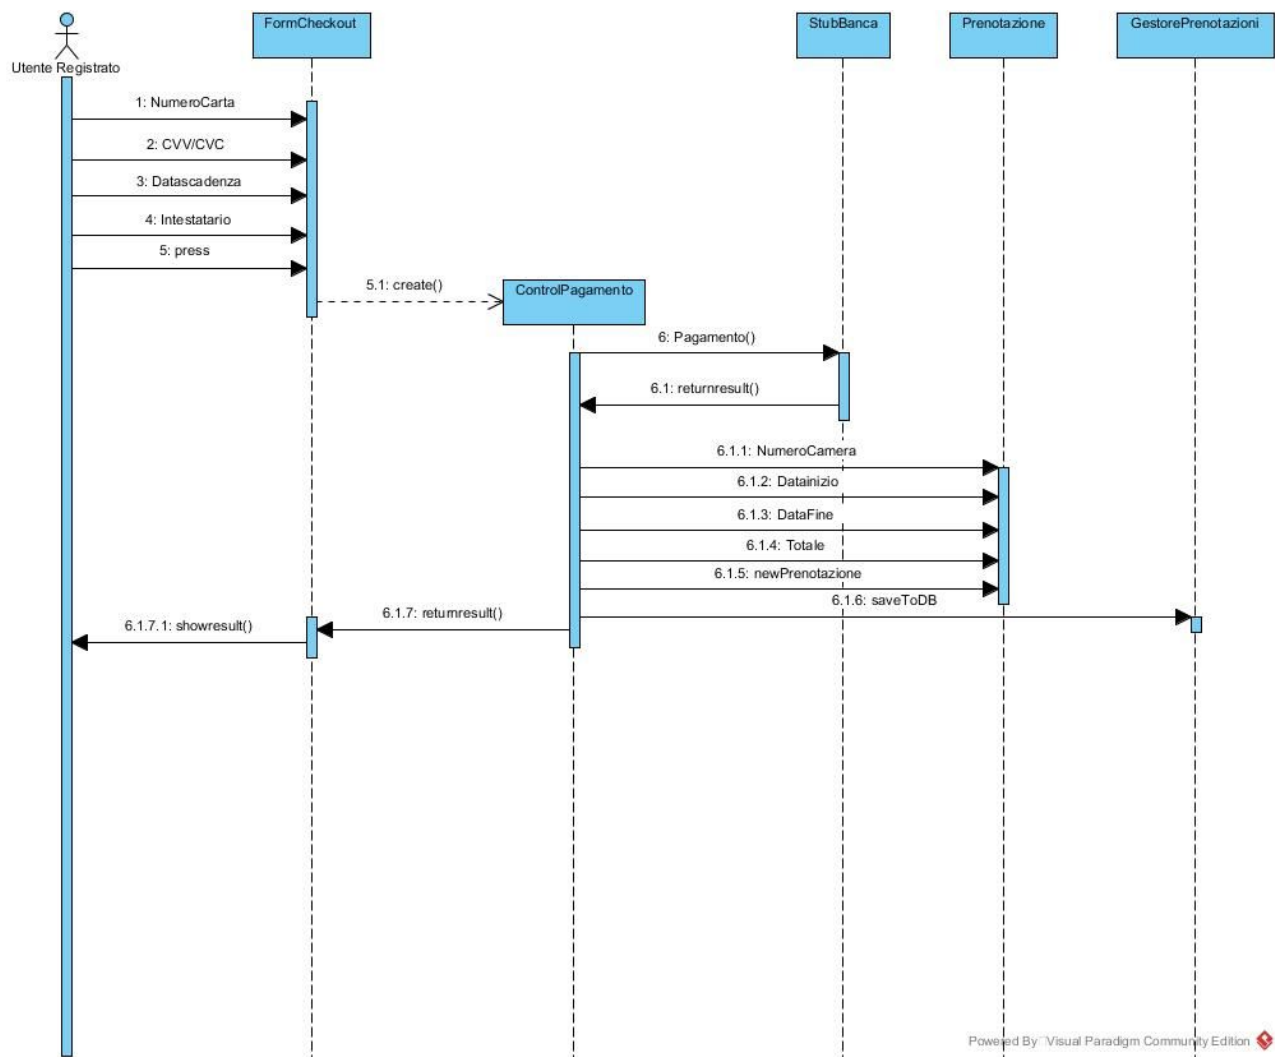 FormCheckout
StubBanca
Prenotazione
GestorePrenotazioni
Utente Registrato
1: NumeroCarta
2: CVV/CVC
3: Datascadenza
4: Intestatario
5: press
5.1: create()
ControlPagamento
6: Pagamento()
6.1: returnresult()
6.1.1: NumeroCamera
6.1.2: Datainizio
6.1.3: DataFine
6.1.4: Totale
6.1.5: newPrenotazione
6.1.6: saveToDB
6.1.7: returnresult()
6.1.7.1: showresult()
Powered By Visual Paradigm Community Edition